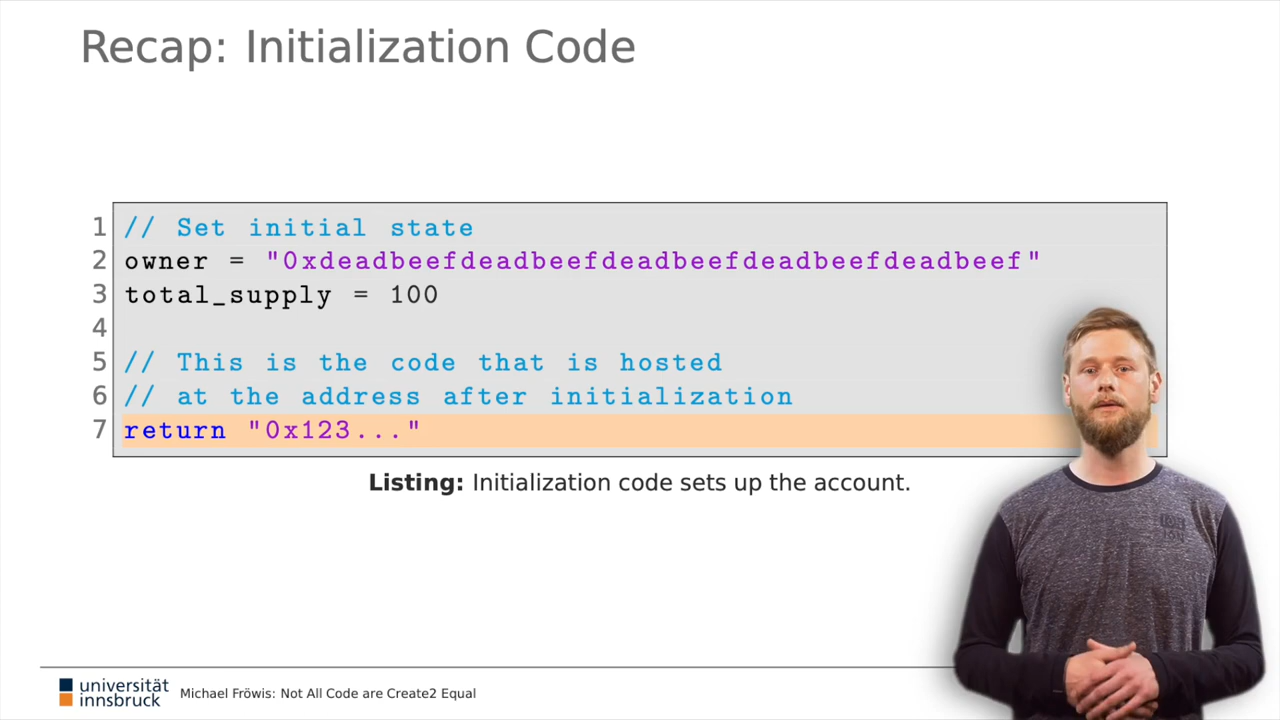 Recap: Initialization Code
1 // Set initial state
2 owner = "0xdeadbeefdeadbeefdeadbeefdeadbeefdeadbeef"
3 total_supply = 100
4
5 // This is the code that is hosted
6 // at the address after initialization
7 return "0x123..."
Listing: Initialization code sets up the account.
universität
innsbruck
Michael Fröwis: Not All Code are Create2 Equal